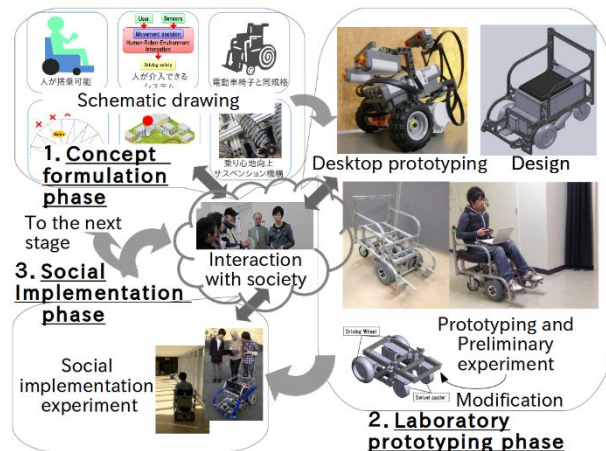 User
Sensors
Movement decision
Human-Robot-Environment
Interaction
Driving safety
人が搭乗可能
人が介入できる
システム
電動車椅子と同規格
Schematic drawing
乗り心地向上
サスペンション機構
1. Concept
formulation
phase
Desktop prototyping
Design
To the next
stage
Interaction
with society
3. Social
Implementation
phase
Social
implementation
experiment
Driving Wheel
Swivel caster
Prototyping and
Preliminary
experiment
Modification
2. Laboratory
prototyping phase